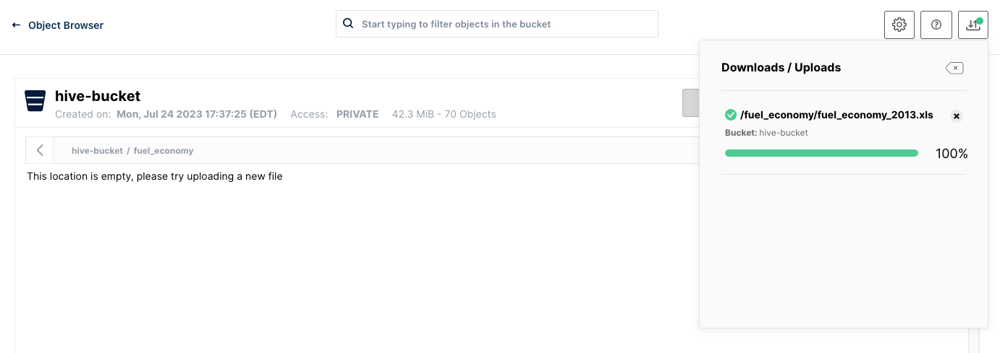 Object Browser
Start typing to filter objects in the bucket
Downloads / Uploads
hive-bucket
Created on: Mon, Jul 24 2023 17:37:25 (EDT) Access: PRIVATE 42.3 MiB - 70 Objects
/fuel_economy/fuel_economy_2013.xls
Bucket: hive-bucket
100%
hive-bucket / fuel_economy
This location is empty, please try uploading a new file